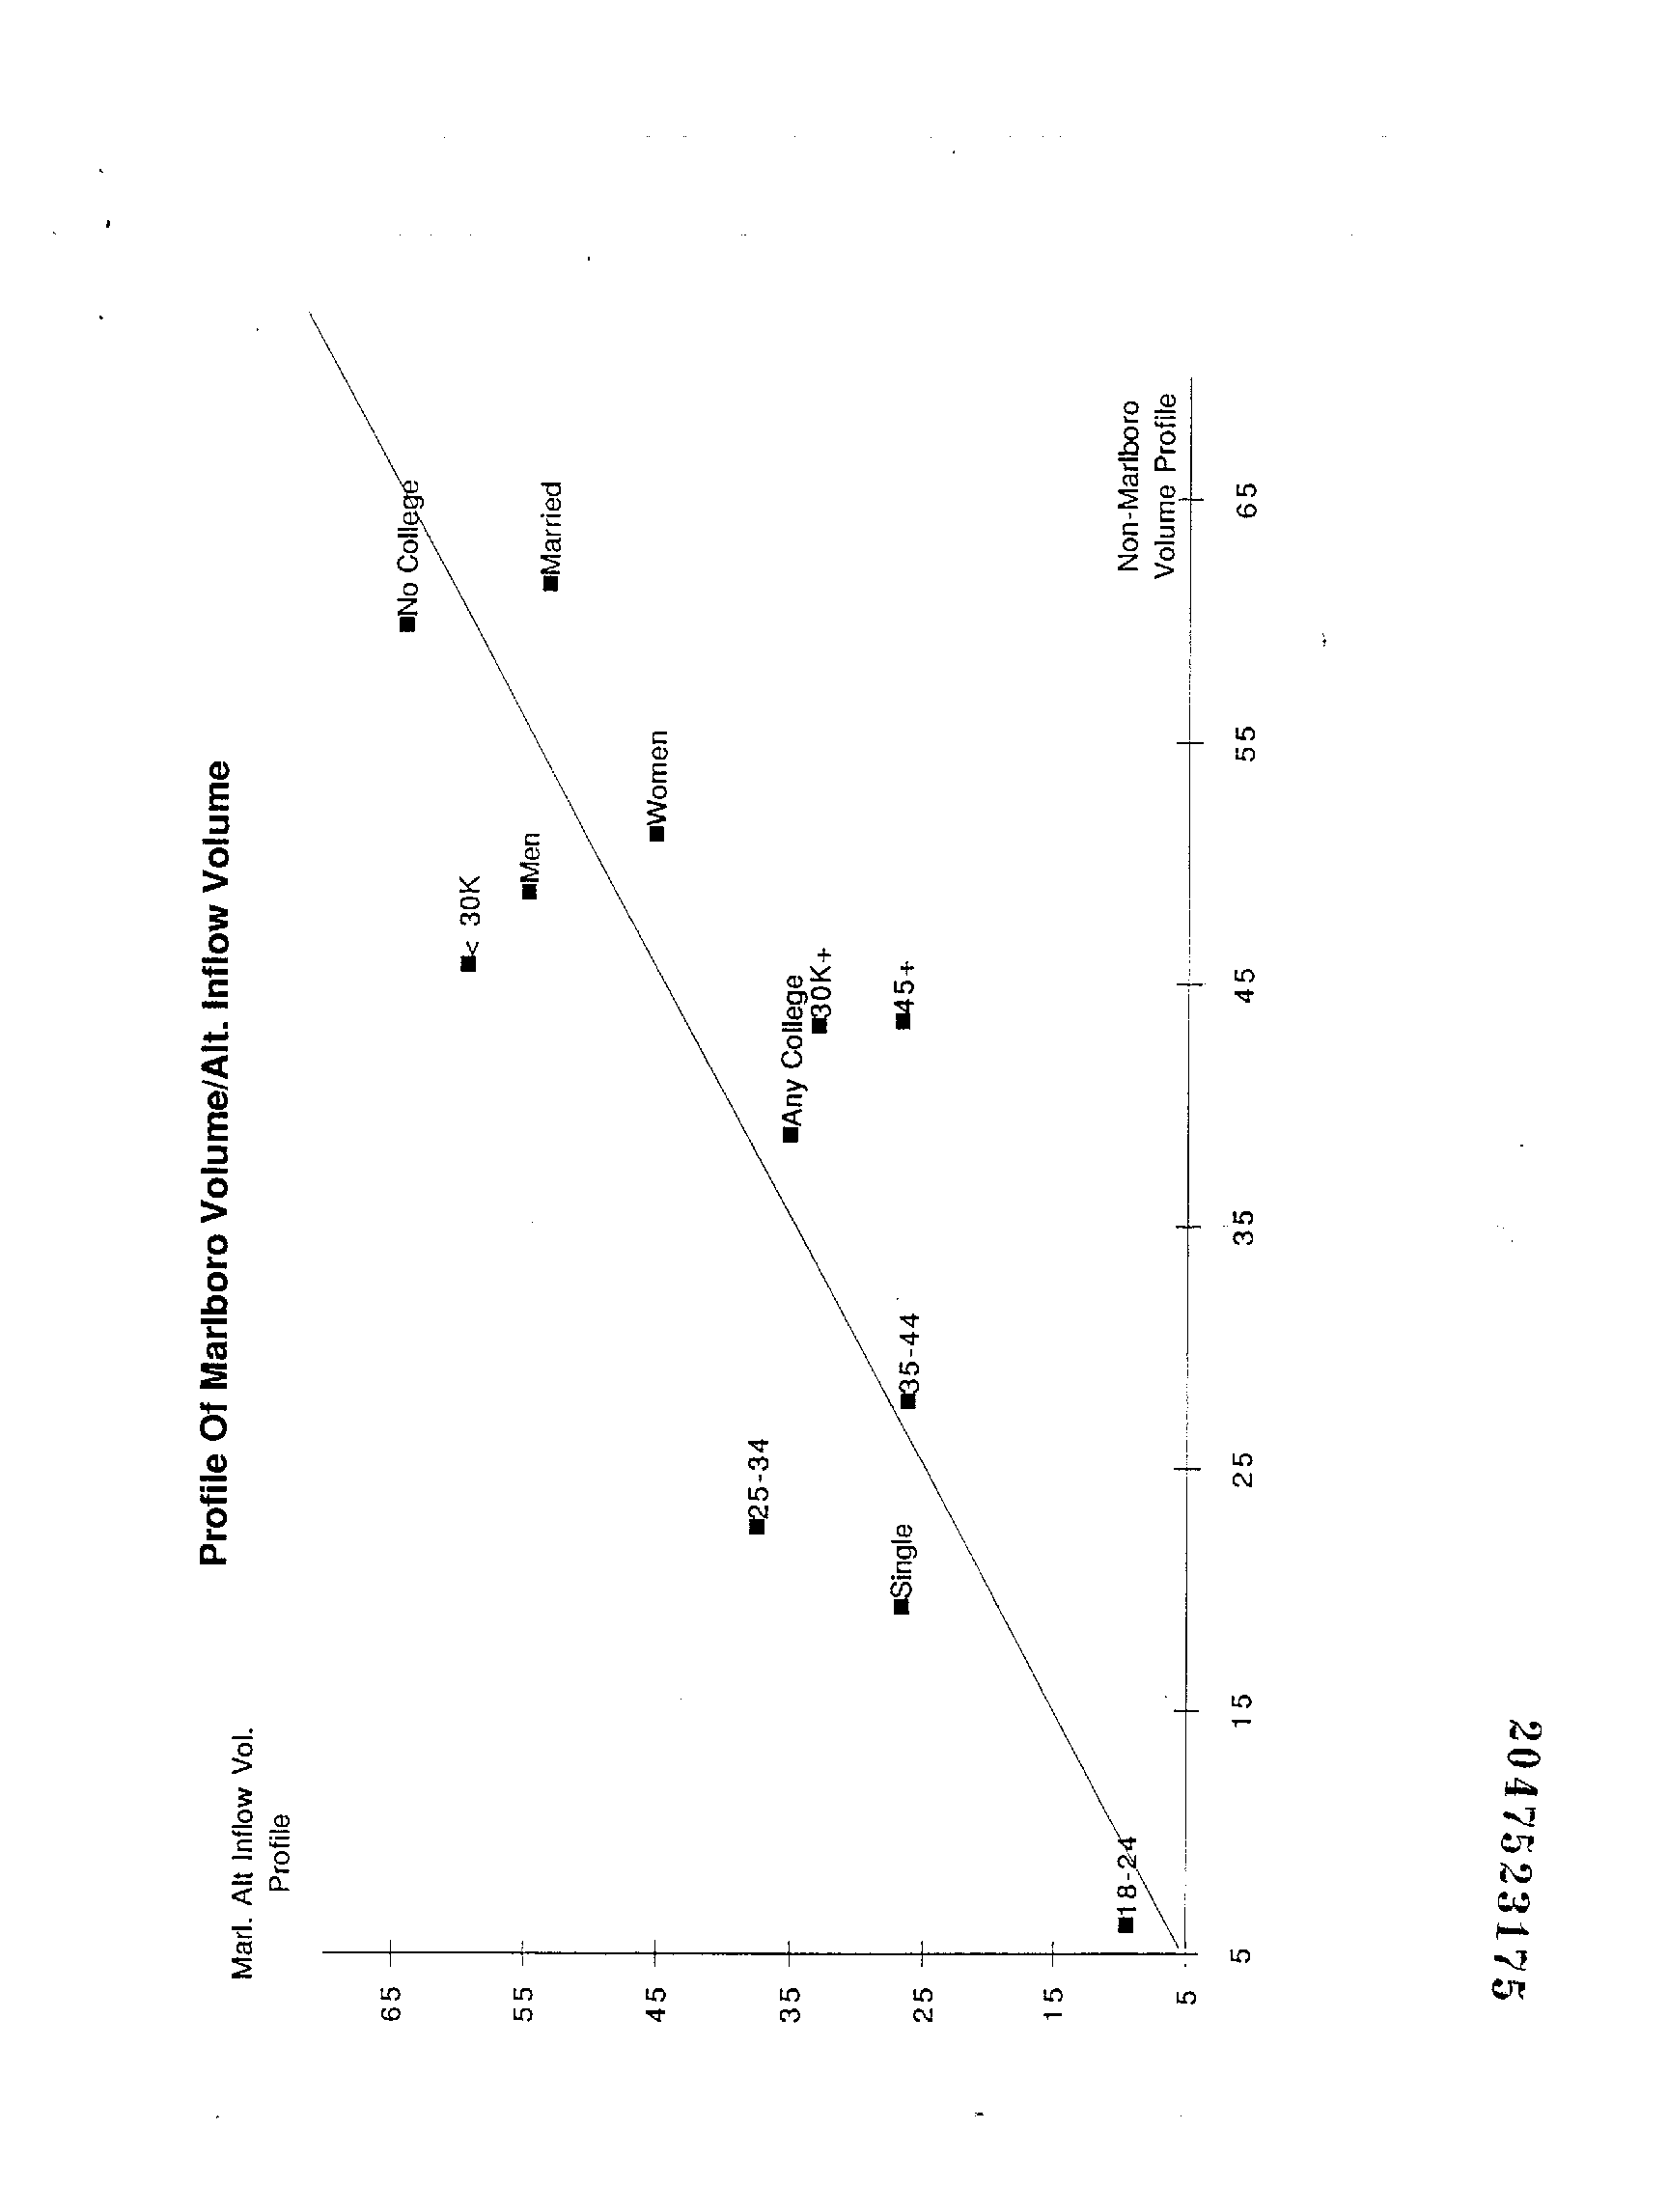 Profile Of Marlboro Volume/Alt. Inflow Volume
Marl. Alt Inflow Vol.
Profile
65
55
45
35
25
15
5
No College
< 30K
Men
Married
Women
25-34
Any College
30K+
Single
45+
35-44
18-24
Non-Marlboro
Volume Profile
5
15
25
35
45
55
65
2047523175